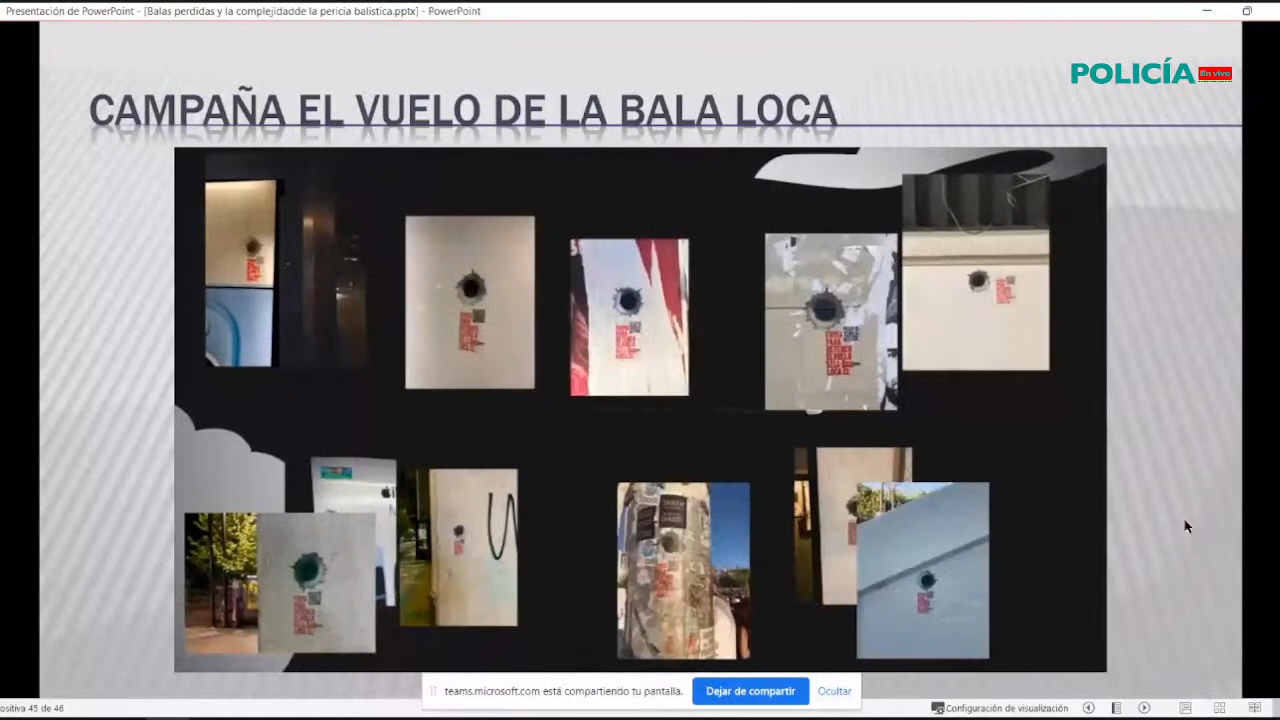 Presentación de PowerPoint - [Balas perdidas y la complejidadde la pericia balística.pptx] - PowerPoint
POLICÍA
En vivo
CAMPAÑA EL VUELO DE LA BALA LOCA
teams.microsoft.com está compartiendo tu pantalla.
Dejar de compartir
Ocultar
ositiva 45 de 46
Configuración de visualización